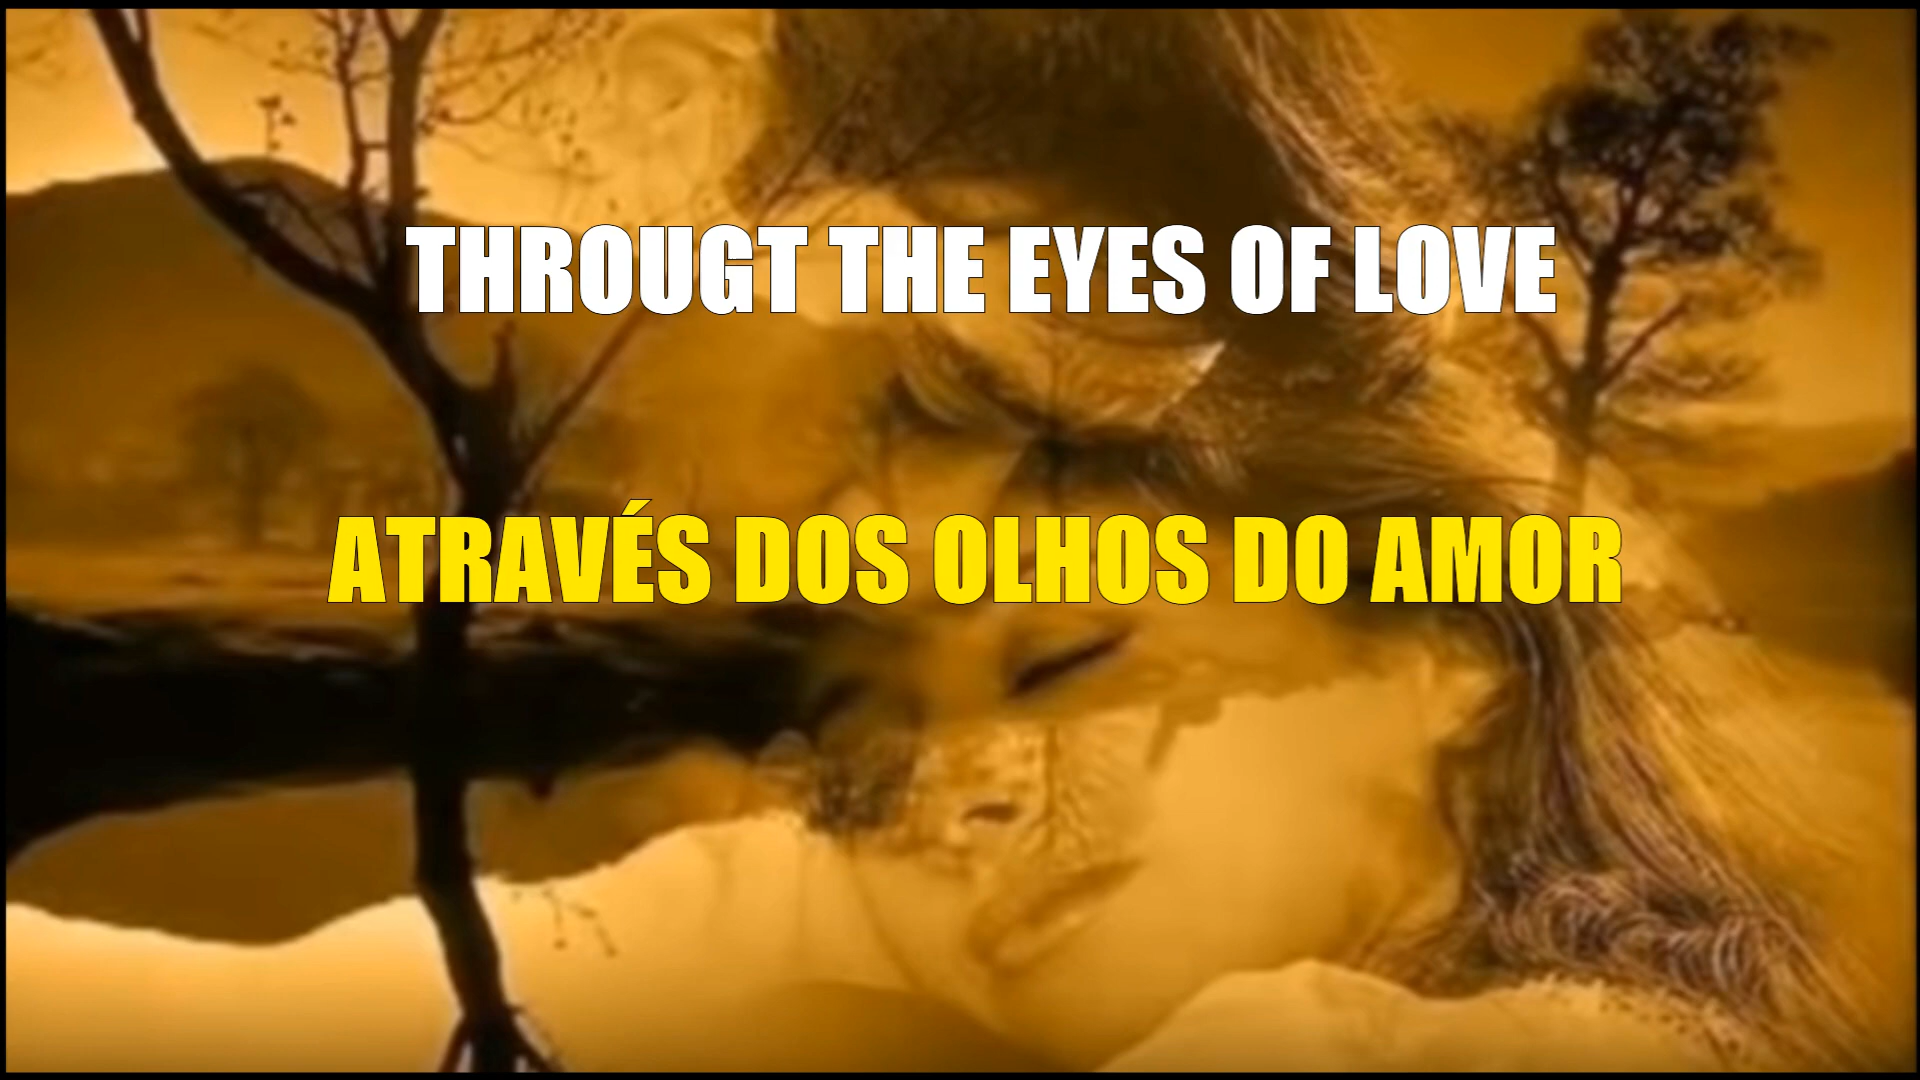 THROUGT THE EYES OF LOVE
ATRAVÉS DOS OLHOS DO AMOR